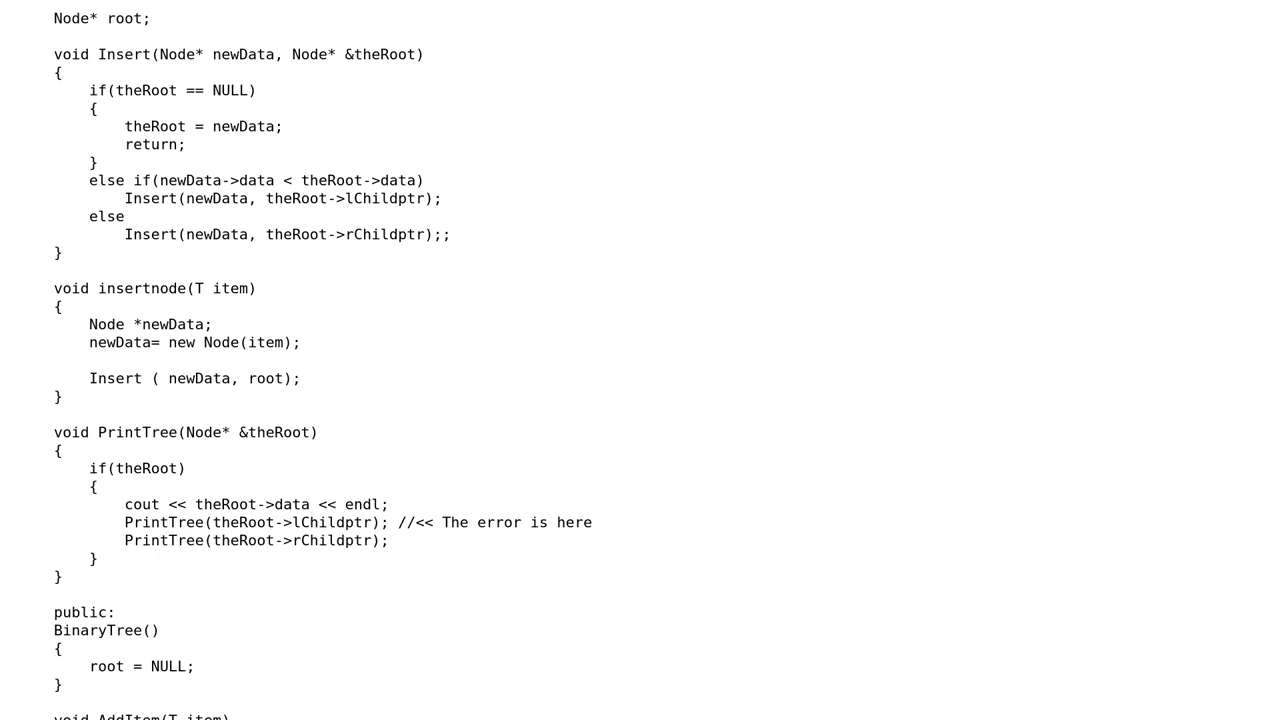 Node* root;

void Insert(Node* newData, Node* &theRoot)
{
    if(theRoot == NULL)
    {
        theRoot = newData;
        return;
    }
    else if(newData->data < theRoot->data)
        Insert(newData, theRoot->lChildptr);
    else
        Insert(newData, theRoot->rChildptr);;
}

void insertnode(T item)
{
    Node *newData;
    newData= new Node(item);

    Insert ( newData, root);
}

void PrintTree(Node* &theRoot)
{
    if(theRoot)
    {
        cout << theRoot->data << endl;
        PrintTree(theRoot->lChildptr); //<< The error is here
        PrintTree(theRoot->rChildptr);
    }
}

public:
BinaryTree()
{
    root = NULL;
}

void AddItem(T item)